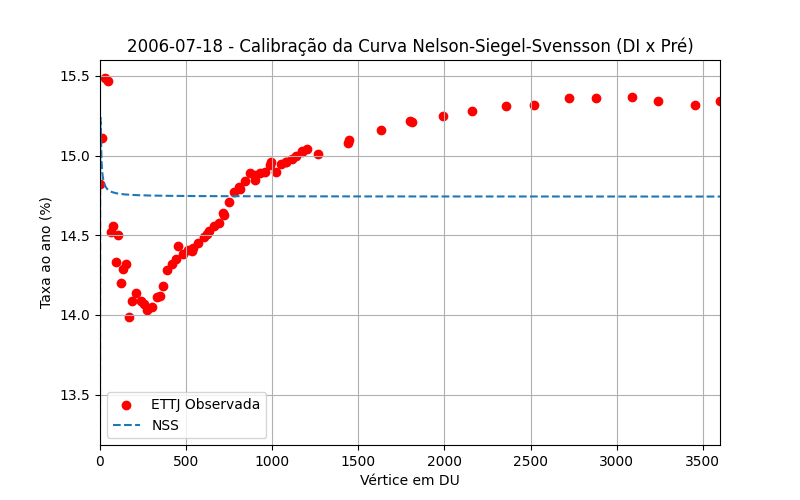 2006-07-18 - Calibração da Curva Nelson-Siegel-Svensson (DI x Pré)
Taxa ao ano (%)
15.5
15.0
14.5
14.0
13.5
ETTJ Observada
NSS
0 500 1000 1500 2000 2500 3000 3500
Vértice em DU